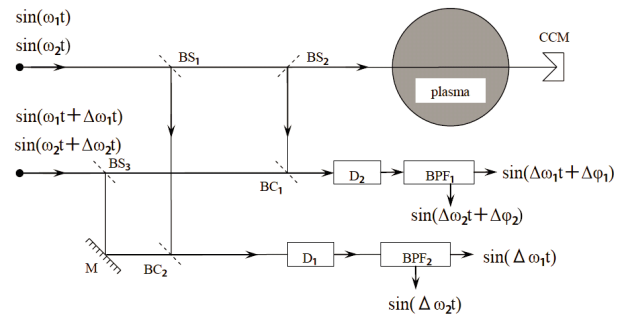 sin(ω₁t)
sin(ω₂t)
BS₁
BS₂
CCM
plasma
sin(ω₁t+Δω₁t)
sin(ω₂t+Δω₂t)
BS₃
BC₁
D₂
BPF₁
sin(Δω₁t+Δφ₁)
sin(Δω₂t+Δφ₂)
M
BC₂
D₁
BPF₂
sin(Δω₁t)
sin(Δω₂t)